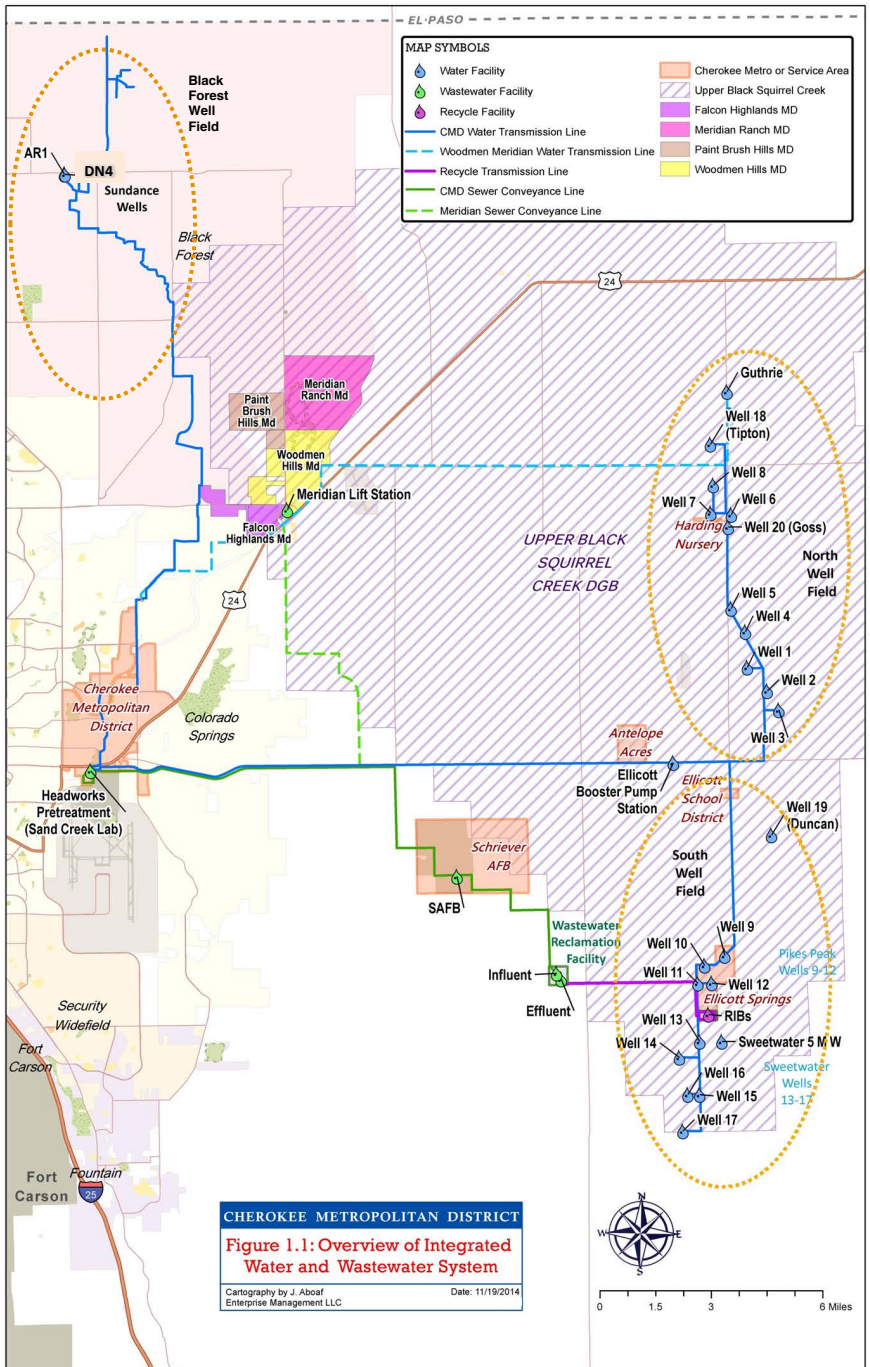 EL PASO
MAP SYMBOLS
Water Facility
Wastewater Facility
Recycle Facility
CMD Water Transmission Line
Woodmen Meridian Water Transmission Line
Recycle Transmission Line
CMD Sewer Conveyance Line
Meridian Sewer Conveyance Line
Cherokee Metro or Service Area
Upper Black Squirrel Creek
Falcon Highlands MD
Meridian Ranch MD
Paint Brush Hills MD
Woodmen Hills MD
Black
Forest
Well
Field
AR1
DN4
Sundance
Wells
Black
Forest
24
Guthrie
Well 18
(Tipton)
Well 8
Well 7
Well 6
Harding
Nursery
Well 20 (Goss)
North
Well
Field
Well 5
Well 4
Well 1
Well 2
Well 3
Meridian
Ranch Md
Paint
Brush
Hills Md
Woodmen
Hills Md
Meridian Lift Station
Falcon
Highlands Md
UPPER BLACK
SQUIRREL
CREEK DGB
24
Cherokee
Metropolitan
District
Colorado
Springs
Antelope
Acres
Ellicott
Booster Pump
Station
Ellicott
School
District
Headworks
Pretreatment
(Sand Creek Lab)
Well 19
(Duncan)
Schriever
AFB
SAFB
South
Well
Field
Wastewater
Reclamation
Facility
Influent
Effluent
Well 9
Well 10
Well 11
Well 12
Pikes Peak
Wells 9-12
Ellicott Springs
RIBs
Well 13
Sweetwater 5 M W
Well 14
Sweetwater
Wells
13-17
Well 16
Well 15
Well 17
Security
Widefield
Fort
Carson
Fountain
Fort
Carson
25
CHEROKEE METROPOLITAN DISTRICT
Figure 1.1: Overview of Integrated
Water and Wastewater System
Cartography by J. Aboaf
Enterprise Management LLC
Date: 11/19/2014
N
W
E
S
0 1.5 3 6 Miles